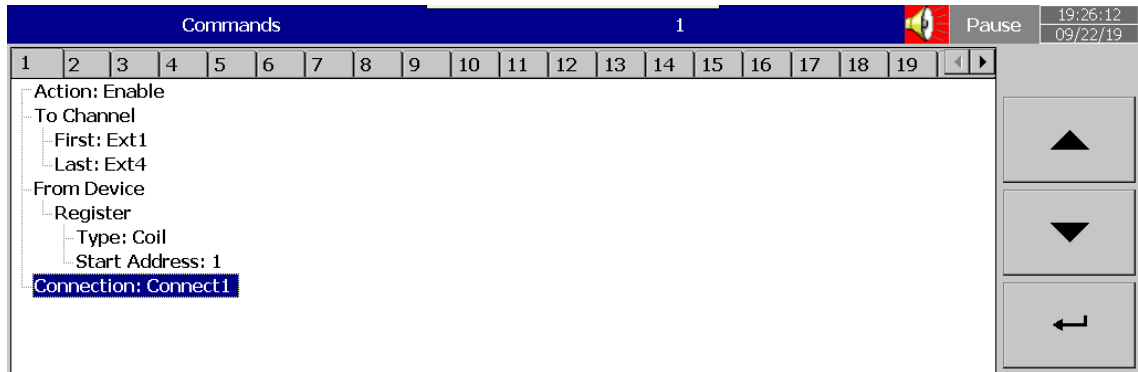 Commands 1 Pause 19:26:12
09/22/19
1 2 3 4 5 6 7 8 9 10 11 12 13 14 15 16 17 18 19
Action: Enable
To Channel
First: Ext1
Last: Ext4
From Device
Register
Type: Coil
Start Address: 1
Connection: Connect1